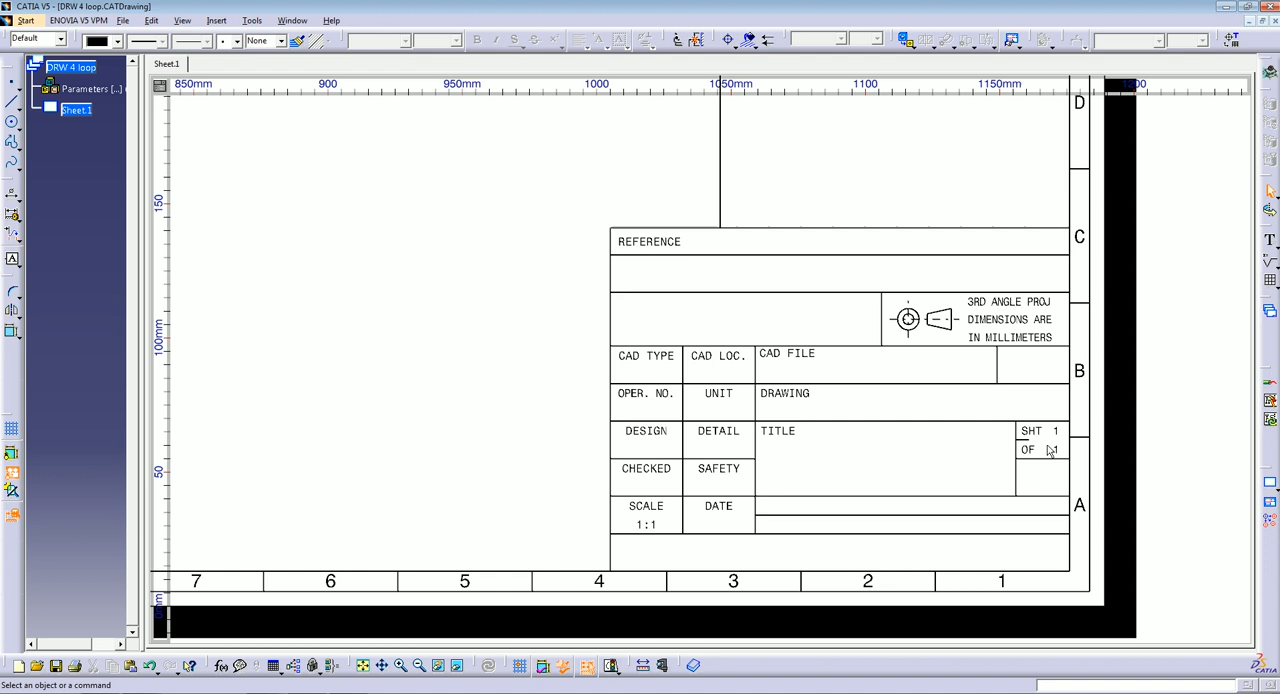 CATIA V5 - [DRW 4 loop.CATDrawing]
Start ENOVIA V5 VPM File Edit View Insert Tools Window Help
Default None
DRW 4 loop
Parameters [...]
Sheet.1
Sheet.1
850mm 900 950mm 1000 1050mm 1100 1150mm 1200
150
100mm
50
0mm
D
C
B
A
REFERENCE
3RD ANGLE PROJ
DIMENSIONS ARE
IN MILLIMETERS
CAD TYPE CAD LOC. CAD FILE
OPER. NO. UNIT DRAWING
DESIGN DETAIL TITLE SHT 1
OF 1
CHECKED SAFETY
SCALE DATE
1:1
7 6 5 4 3 2 1
f(x)
CATIA
Select an object or a command